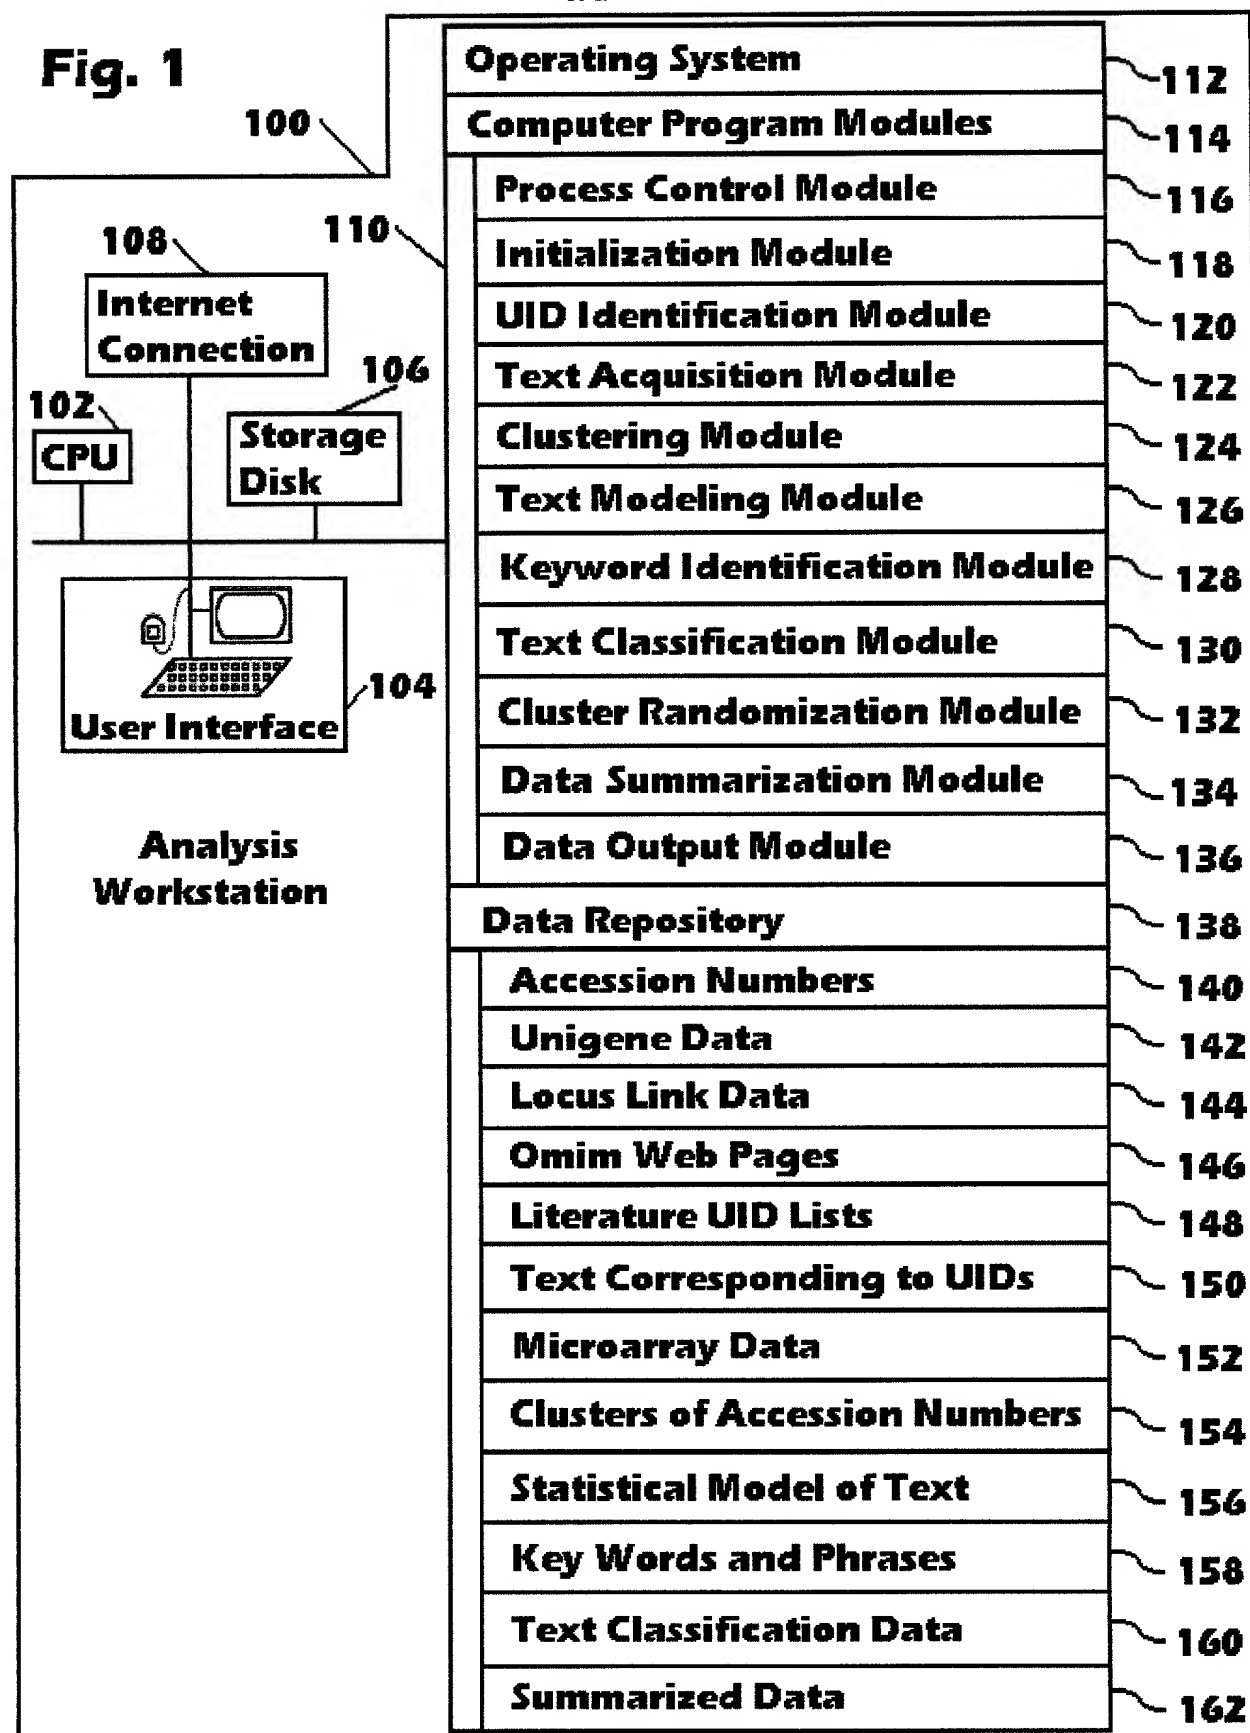 Fig. 1
100
108
Internet
Connection
102
CPU
106
Storage
Disk
104
User Interface
Analysis
Workstation
110
Operating System 112
Computer Program Modules 114
Process Control Module 116
Initialization Module 118
UID Identification Module 120
Text Acquisition Module 122
Clustering Module 124
Text Modeling Module 126
Keyword Identification Module 128
Text Classification Module 130
Cluster Randomization Module 132
Data Summarization Module 134
Data Output Module 136
Data Repository 138
Accession Numbers 140
Unigene Data 142
Locus Link Data 144
Omim Web Pages 146
Literature UID Lists 148
Text Corresponding to UIDs 150
Microarray Data 152
Clusters of Accession Numbers 154
Statistical Model of Text 156
Key Words and Phrases 158
Text Classification Data 160
Summarized Data 162